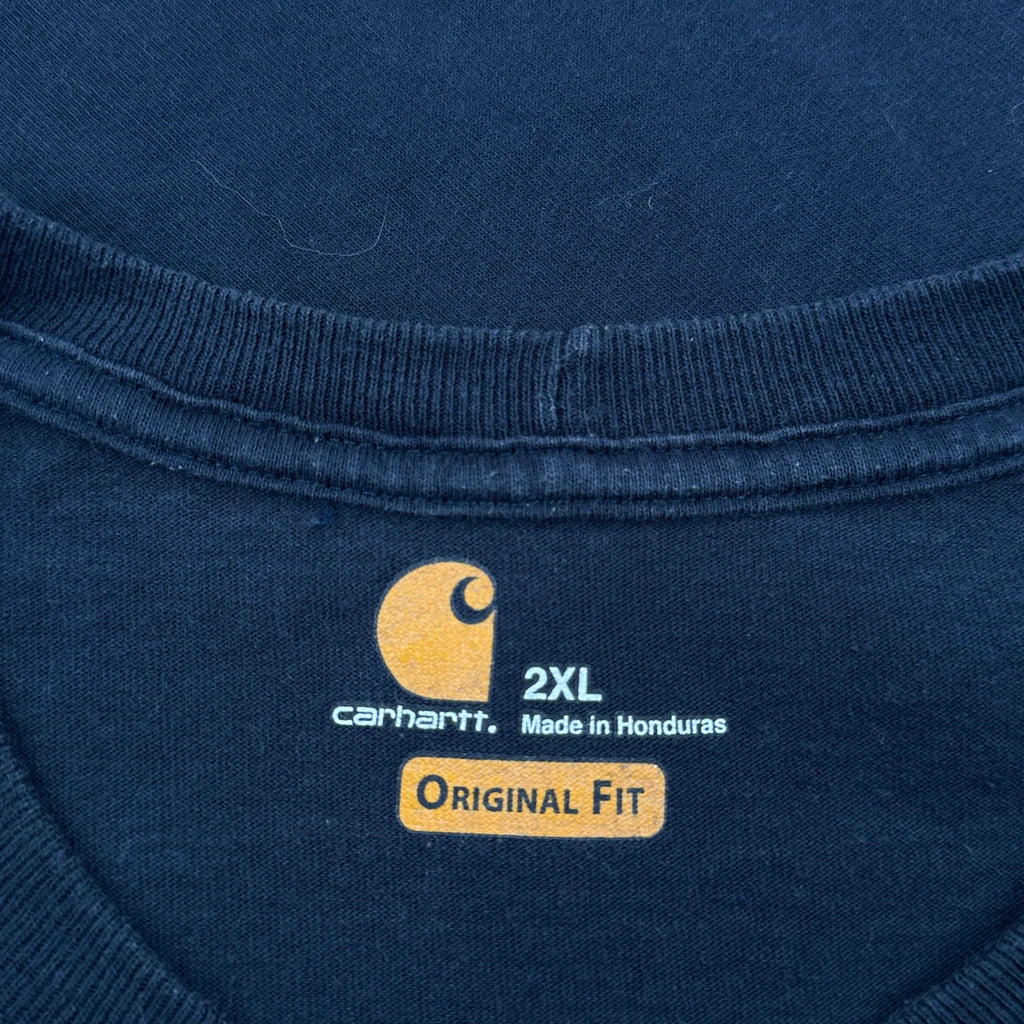 2XL
carhartt.
Made in Honduras
ORIGINAL FIT